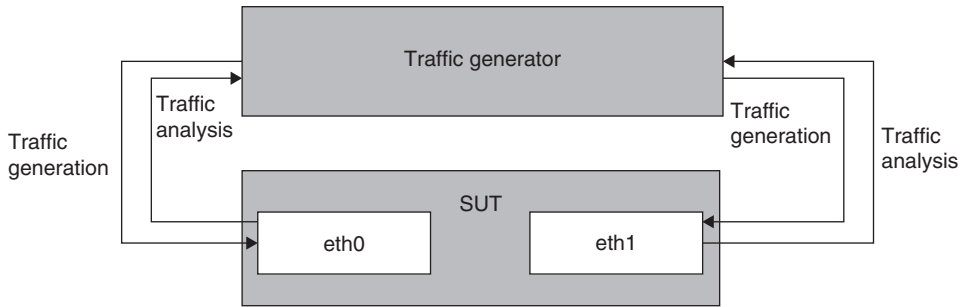 Traffic generator
Traffic
analysis
Traffic
generation
Traffic
generation
Traffic
analysis
SUT
eth0
eth1